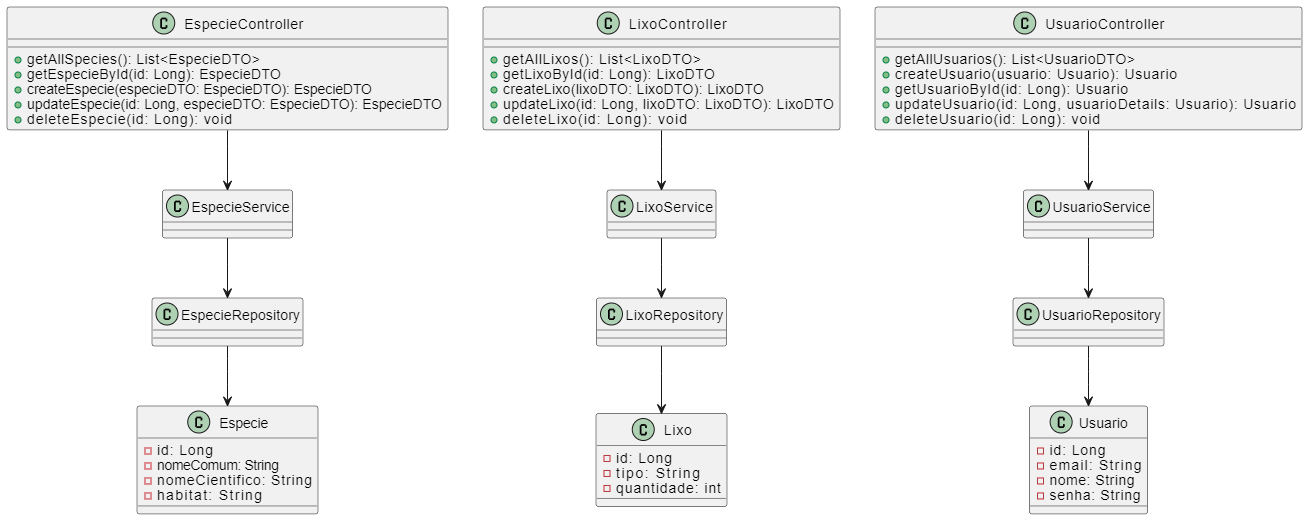 C EspecieController
getAllSpecies(): List<EspecieDTO>
getEspecieById(id: Long): EspecieDTO
createEspecie(especieDTO: EspecieDTO): EspecieDTO
updateEspecie(id: Long, especieDTO: EspecieDTO): EspecieDTO
deleteEspecie(id: Long): void
C EspecieService
C EspecieRepository
C Especie
id: Long
nomeComum: String
nomeCientifico: String
habitat: String
C LixoController
getAllLixos(): List<LixoDTO>
getLixoById(id: Long): LixoDTO
createLixo(lixoDTO: LixoDTO): LixoDTO
updateLixo(id: Long, lixoDTO: LixoDTO): LixoDTO
deleteLixo(id: Long): void
C LixoService
C LixoRepository
C Lixo
id: Long
tipo: String
quantidade: int
C UsuarioController
getAllUsuarios(): List<UsuarioDTO>
createUsuario(usuario: Usuario): Usuario
getUsuarioById(id: Long): Usuario
updateUsuario(id: Long, usuarioDetails: Usuario): Usuario
deleteUsuario(id: Long): void
C UsuarioService
C UsuarioRepository
C Usuario
id: Long
email: String
nome: String
senha: String